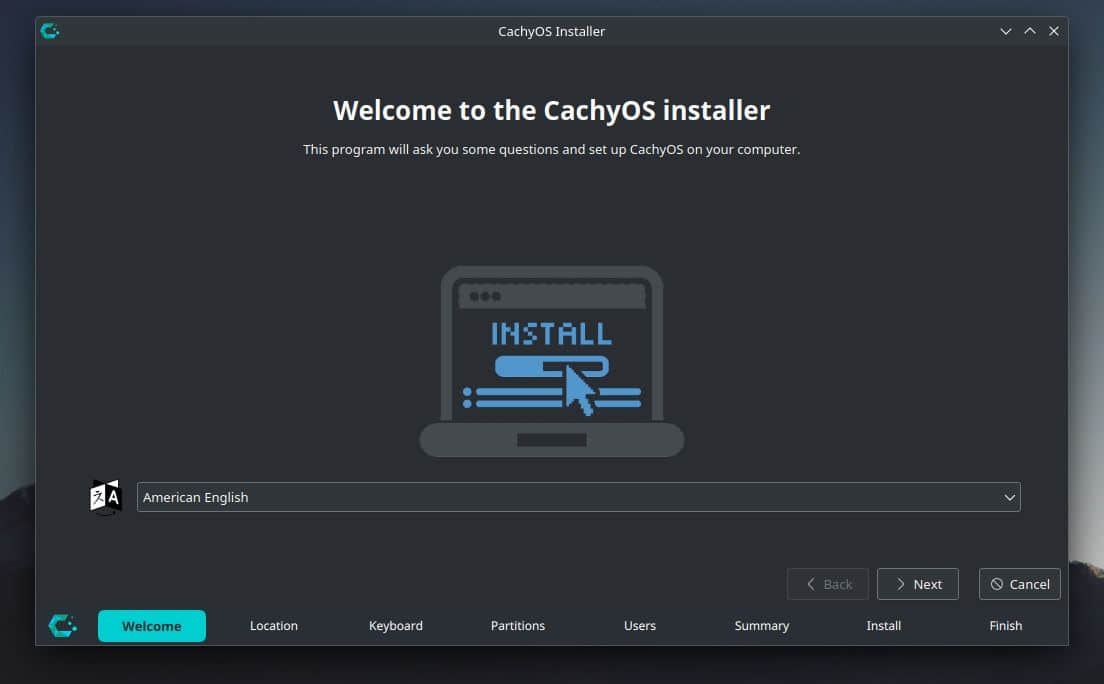 CachyOS Installer
Welcome to the CachyOS installer
This program will ask you some questions and set up CachyOS on your computer.
INSTALL
文 A
American English
Back
Next
Cancel
Welcome
Location
Keyboard
Partitions
Users
Summary
Install
Finish